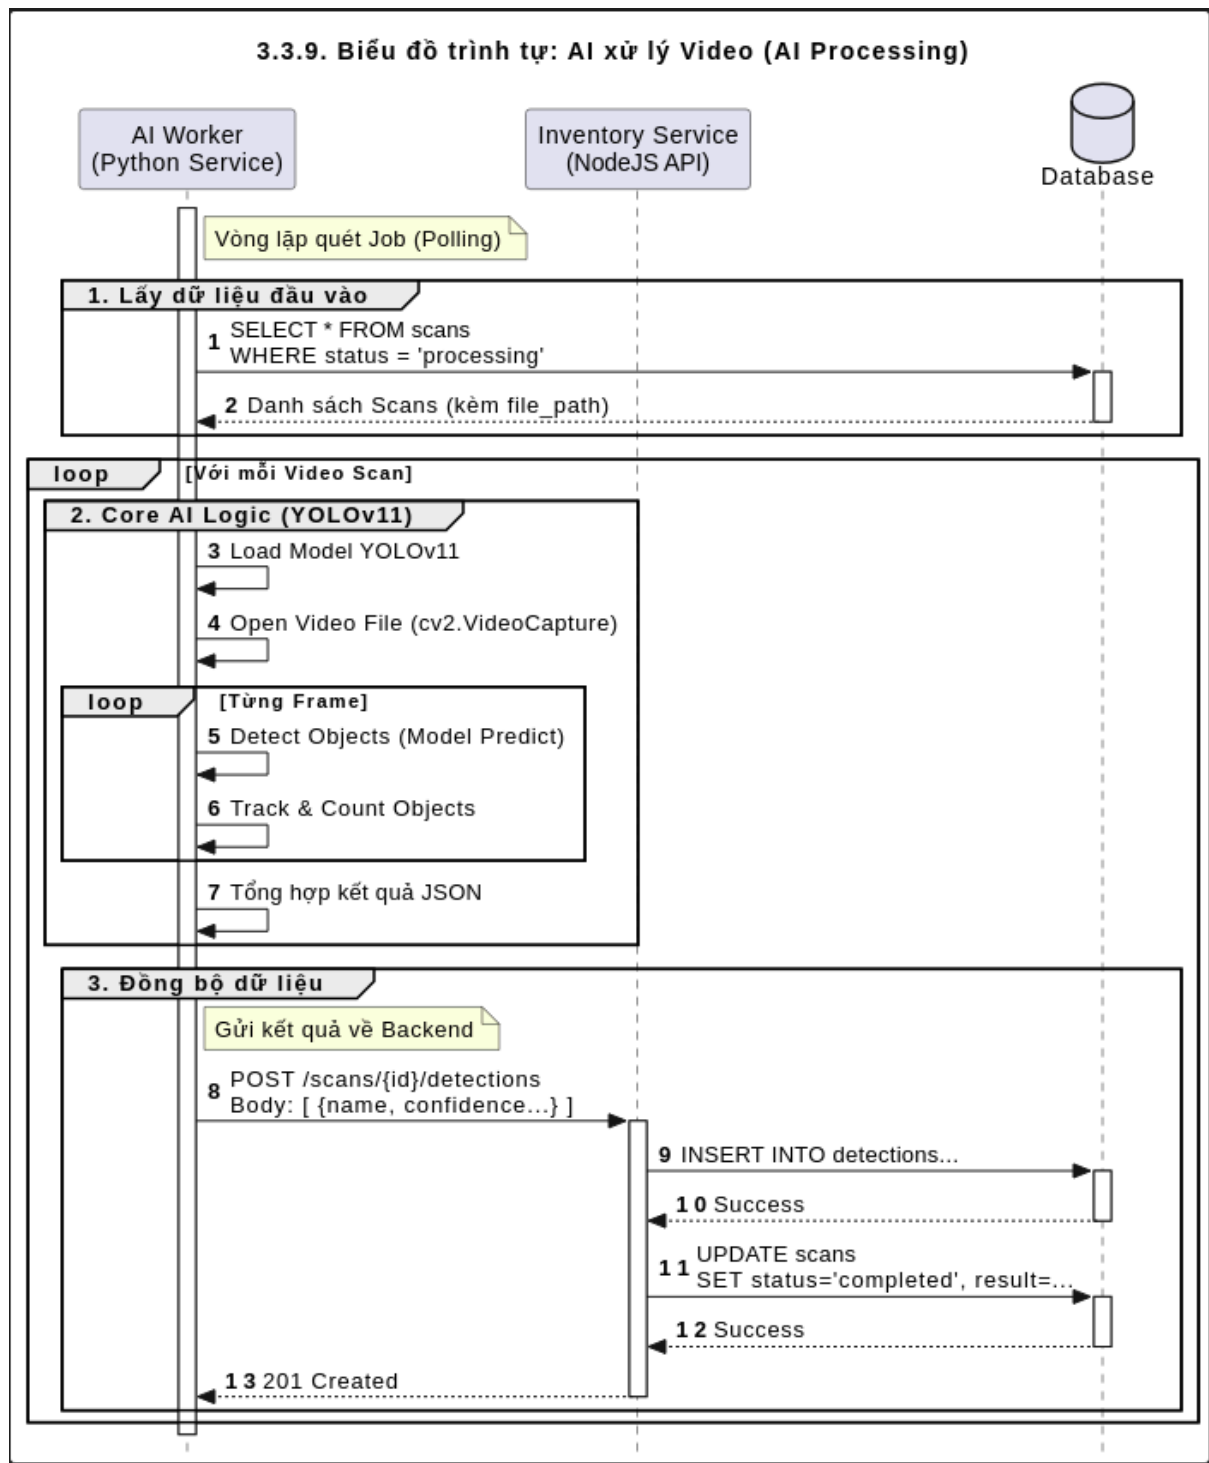 3.3.9. Biểu đồ trình tự: AI xử lý Video (AI Processing)
AI Worker
(Python Service)
Inventory Service
(NodeJS API)
Database
Vòng lặp quét Job (Polling)
1. Lấy dữ liệu đầu vào
1 SELECT * FROM scans
WHERE status = 'processing'
2 Danh sách Scans (kèm file_path)
loop [Với mỗi Video Scan]
2. Core AI Logic (YOLOv11)
3 Load Model YOLOv11
4 Open Video File (cv2.VideoCapture)
loop [Từng Frame]
5 Detect Objects (Model Predict)
6 Track & Count Objects
7 Tổng hợp kết quả JSON
3. Đồng bộ dữ liệu
Gửi kết quả về Backend
8 POST /scans/{id}/detections
Body: [ {name, confidence...} ]
9 INSERT INTO detections...
10 Success
11 UPDATE scans
SET status='completed', result=...
12 Success
13 201 Created